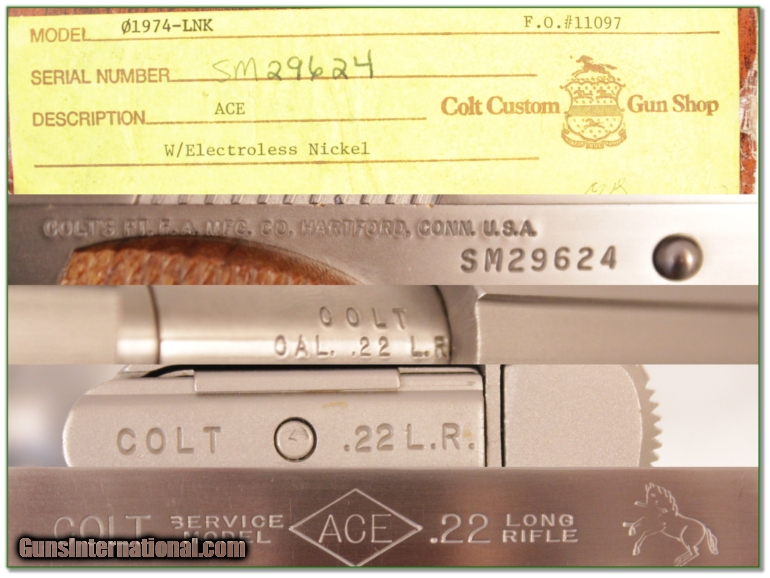 MODEL Ø1974-LNK F.O.#11097
SERIAL NUMBER SM29624
DESCRIPTION ACE
Colt Custom Gun Shop
W/Electroless Nickel
COLT'S PT. F. A. MFG. CO. HARTFORD, CONN. U.S.A.
SM29624
COLT
CAL. .22 L.R.
COLT .22 L.R.
COLT SERVICE MODEL ACE .22 LONG RIFLE
GunsInternational.com